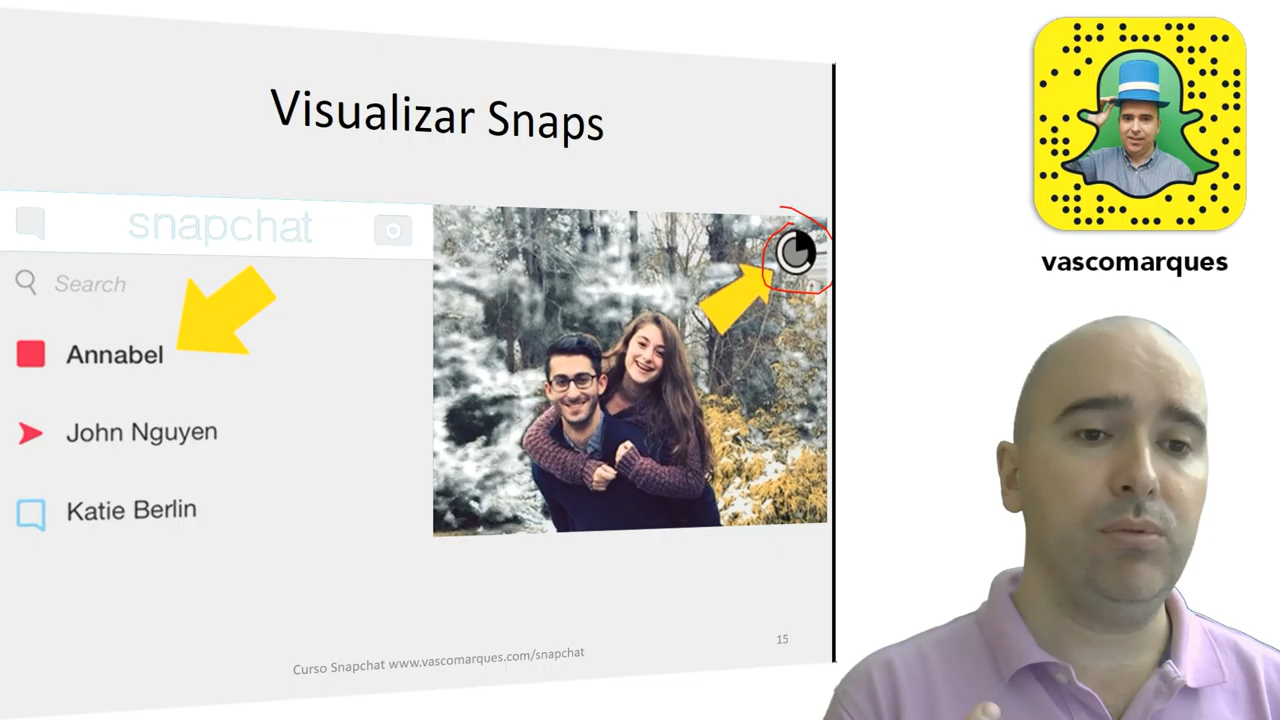 Visualizar Snaps
snapchat
Search
Annabel
John Nguyen
Katie Berlin
Curso Snapchat www.vascomarques.com/snapchat
15
vascomarques